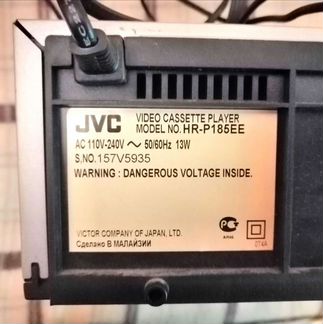 JVC
VIDEO CASSETTE PLAYER
MODEL NO. HR-P185EE
AC 110V-240V ~ 50/60Hz 13W
S.NO. 157V5935
WARNING : DANGEROUS VOLTAGE INSIDE.
VICTOR COMPANY OF JAPAN, LTD.
Сделано В МАЛАЙЗИИ